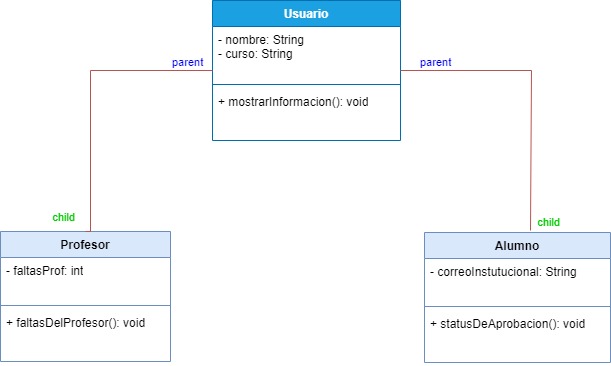 Usuario
- nombre: String
- curso: String
parent
parent
+ mostrarInformacion(): void
child
child
Profesor
- faltasProf: int
+ faltasDelProfesor(): void
Alumno
- correoInstutucional: String
+ statusDeAprobacion(): void